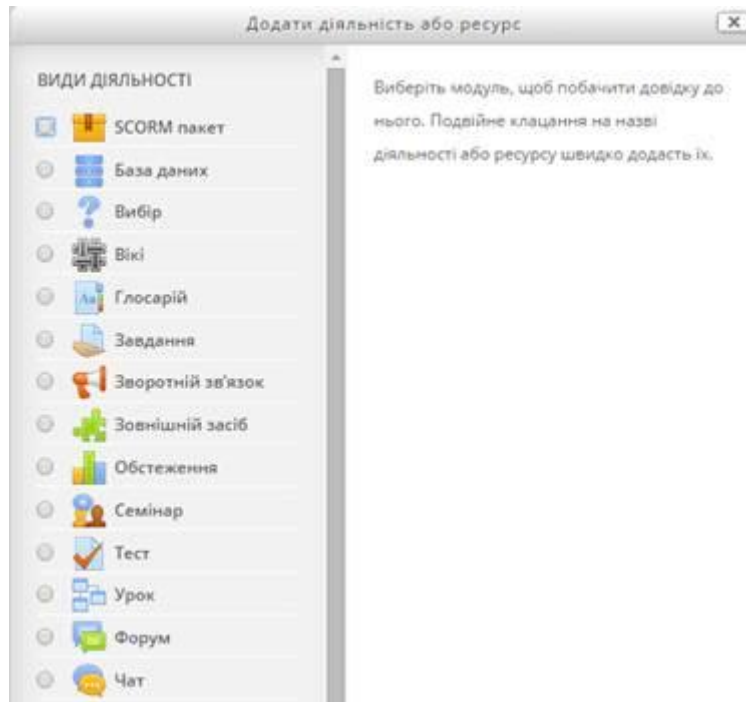 Додати діяльність або ресурс
ВИДИ ДІЯЛЬНОСТІ
SCORM пакет
База даних
Вибір
Вікі
Глосарій
Завдання
Зворотній зв'язок
Зовнішній засіб
Обстеження
Семінар
Тест
Урок
Форум
Чат
Виберіть модуль, щоб побачити довідку до
нього. Подвійне клацання на назві
діяльності або ресурсу швидко додасть їх.